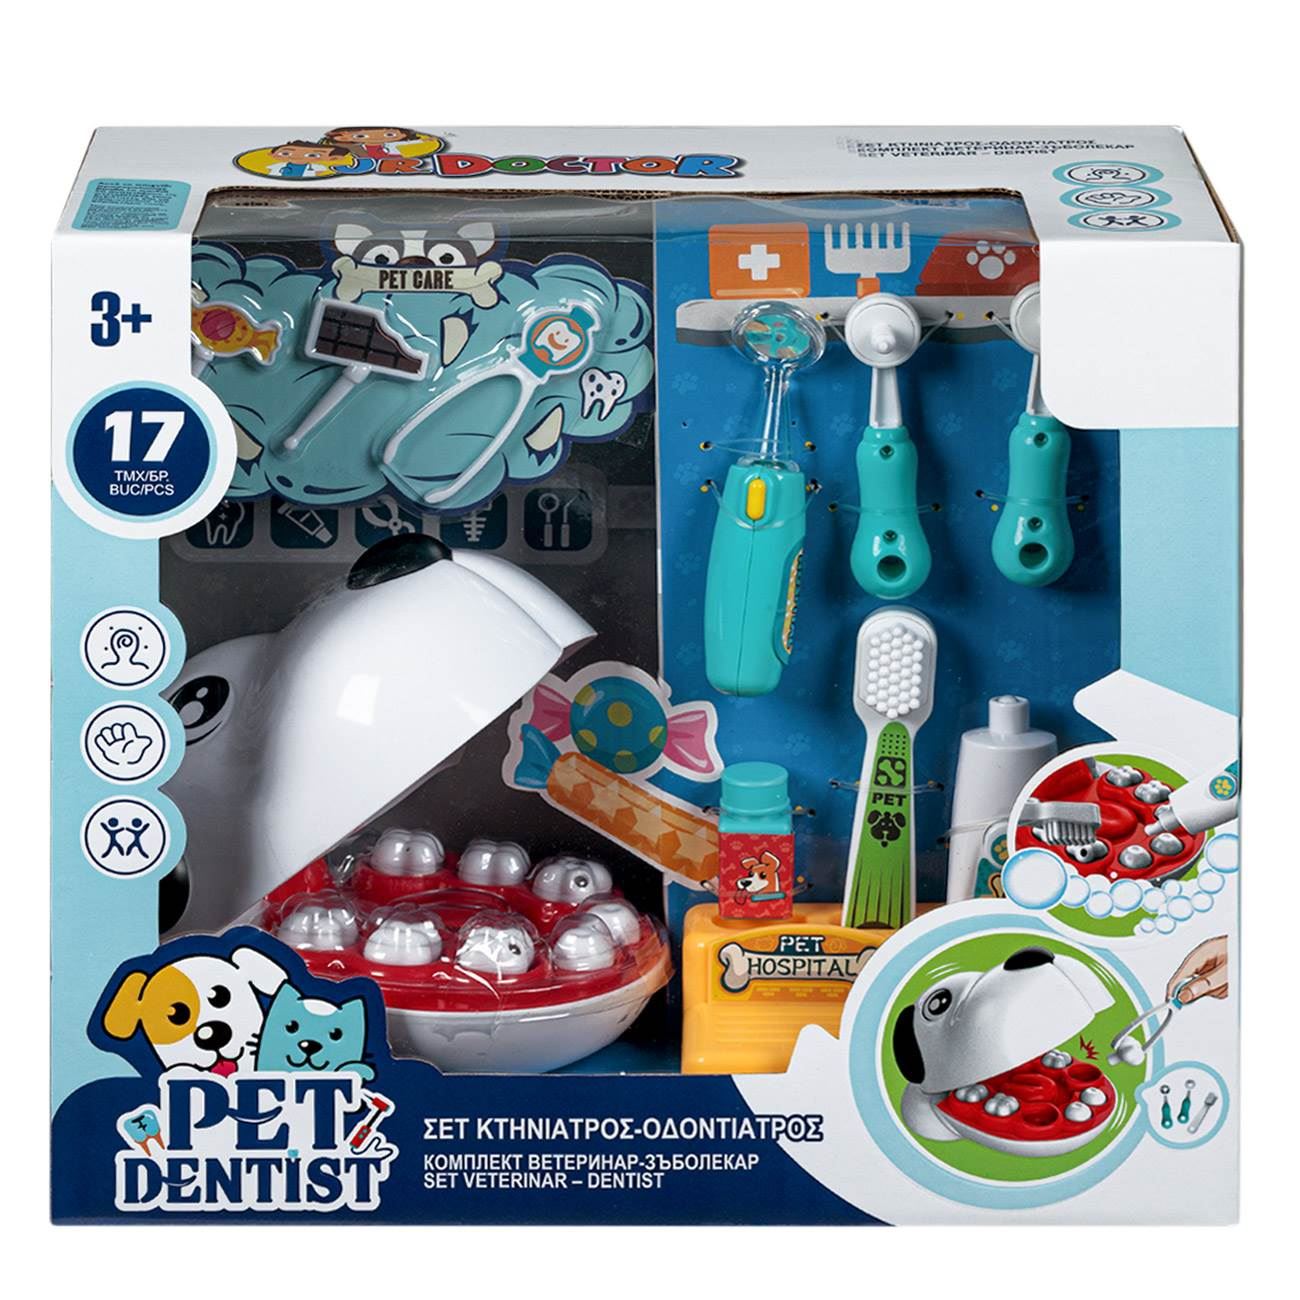 JR DOCTOR
ΣΕΤ ΚΤΗΝΙΑΤΡΟΣ-ΟΔΟΝΤΙΑΤΡΟΣ
КОМПЛЕКТ ВЕТЕРИНАР-ЗЪБОЛЕКАР
SET VETERINAR – DENTIST
3+
17
ΤΜΧ/БР.
BUC/PCS
PET CARE
PET
PET
HOSPITAL
PET
DENTIST
ΣΕΤ ΚΤΗΝΙΑΤΡΟΣ-ΟΔΟΝΤΙΑΤΡΟΣ
КОМПЛЕКТ ВЕТЕРИНАР-ЗЪБОЛЕКАР
SET VETERINAR – DENTIST